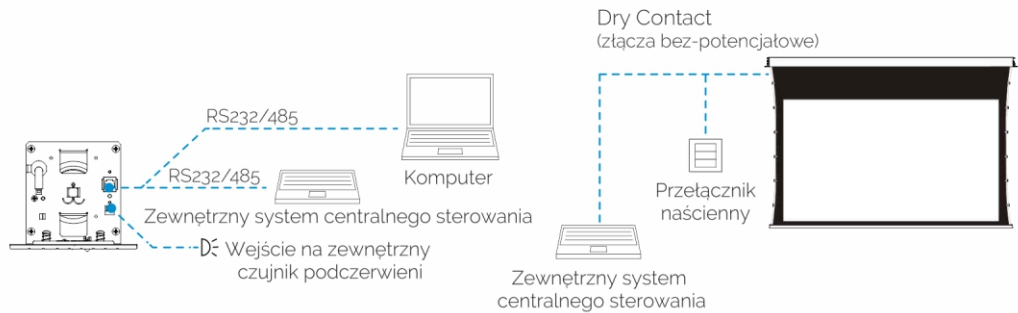 Dry Contact
(złącza bez-potencjałowe)
RS232/485
RS232/485
Komputer
Zewnętrzny system centralnego sterowania
Wejście na zewnętrzny
czujnik podczerwieni
Przełącznik
naścienny
Zewnętrzny system
centralnego sterowania